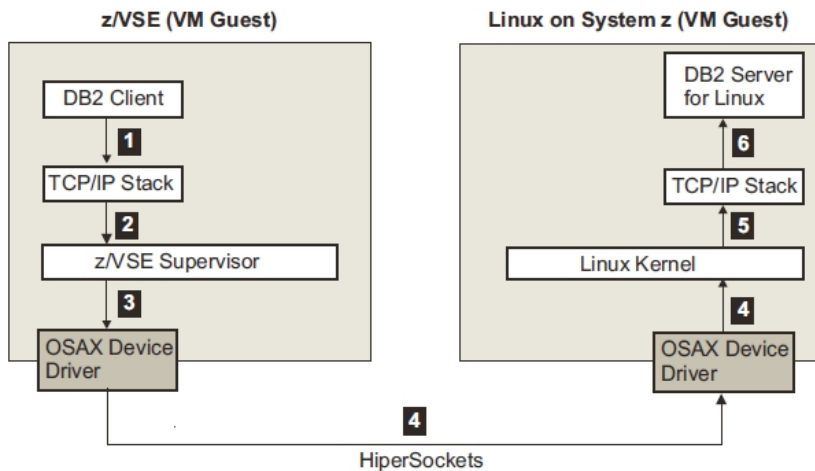 z/VSE (VM Guest)
DB2 Client
1
TCP/IP Stack
2
z/VSE Supervisor
3
OSAX Device
Driver
4
HiperSockets
Linux on System z (VM Guest)
DB2 Server
for Linux
6
TCP/IP Stack
5
Linux Kernel
4
OSAX Device
Driver